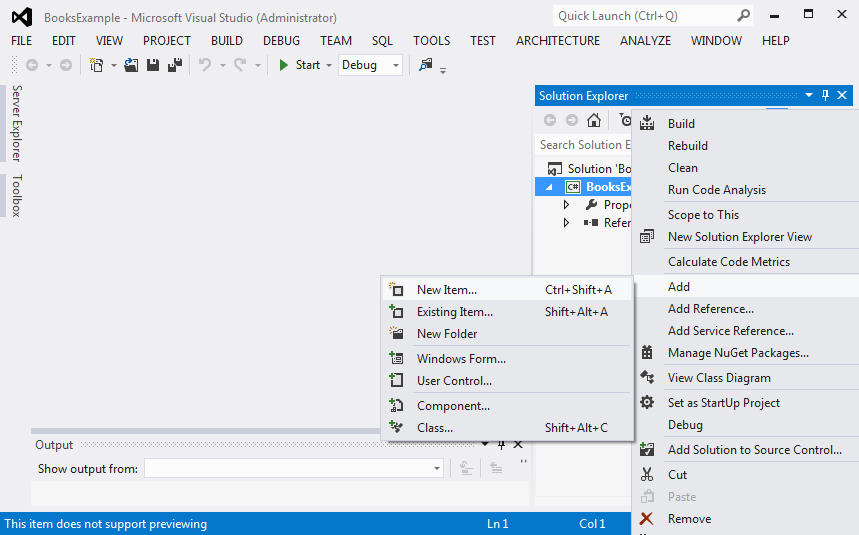 BooksExample - Microsoft Visual Studio (Administrator)
Quick Launch (Ctrl+Q)
FILE EDIT VIEW PROJECT BUILD DEBUG TEAM SQL TOOLS TEST ARCHITECTURE ANALYZE WINDOW HELP
Start Debug
Server Explorer
Toolbox
Solution Explorer
Search Solution E
Solution 'Bo
C# BooksEx
Prope
Refer
Build
Rebuild
Clean
Run Code Analysis
Scope to This
New Solution Explorer View
Calculate Code Metrics
Add
Add Reference...
Add Service Reference...
Manage NuGet Packages...
View Class Diagram
Set as StartUp Project
Debug
Add Solution to Source Control...
Cut
Paste
Remove
New Item... Ctrl+Shift+A
Existing Item... Shift+Alt+A
New Folder
Windows Form...
User Control...
Component...
Class... Shift+Alt+C
Output
Show output from:
This item does not support previewing Ln 1 Col 1